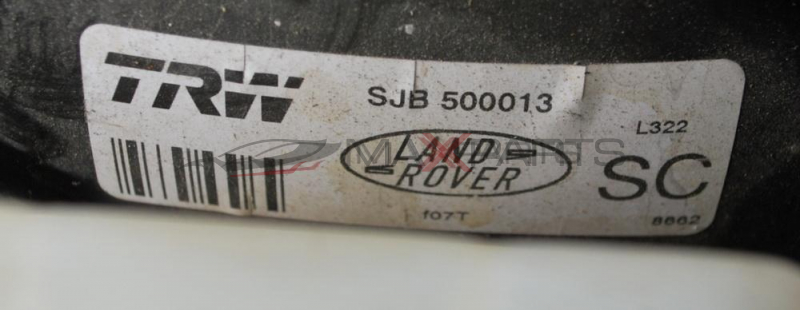 TRW
SJB 500013
L322
LAND
ROVER
SC
f07T
8662